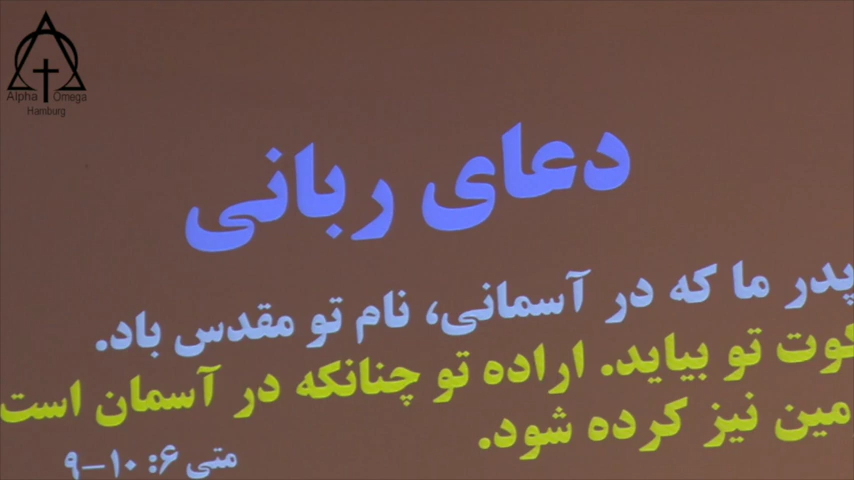 Alpha Omega
Hamburg
دعای ربانی
پدر ما که در آسمانی، نام تو مقدس باد.
تو بیاید. اراده تو چنانکه در آسمان است
نیز کرده شود.
متی ۶: ۱۰-۹